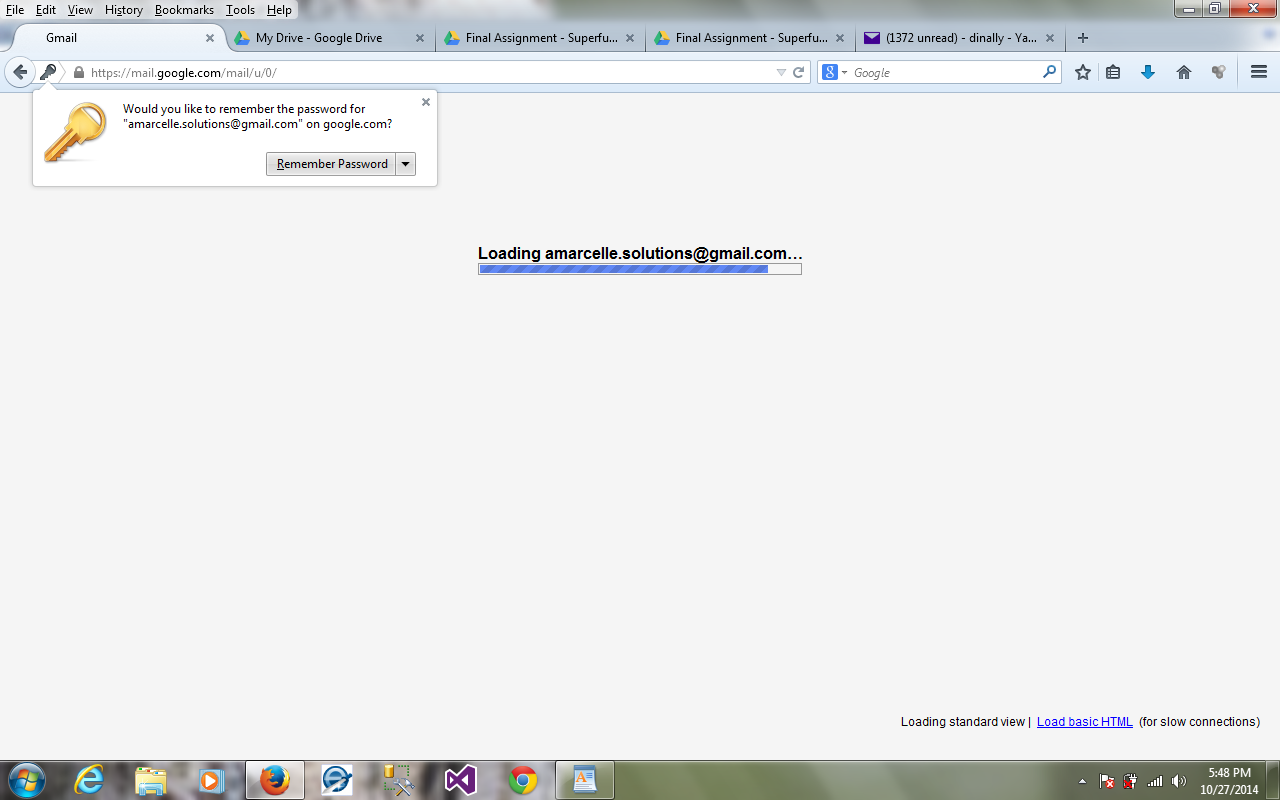 File Edit View History Bookmarks Tools Help
Gmail My Drive - Google Drive Final Assignment - Superfu... Final Assignment - Superfu... (1372 unread) - dinally - Ya...
https://mail.google.com/mail/u/0/ Google
Would you like to remember the password for
"amarcelle.solutions@gmail.com" on google.com?
Remember Password
Loading amarcelle.solutions@gmail.com…
Loading standard view | Load basic HTML (for slow connections)
5:48 PM
10/27/2014